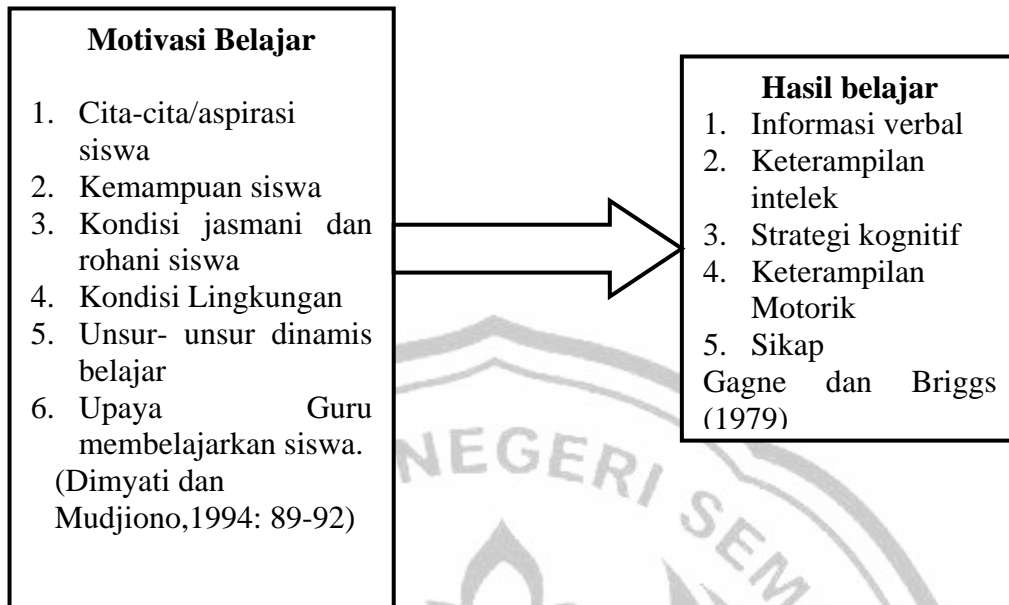 Motivasi Belajar
1. Cita-cita/aspirasi
siswa
2. Kemampuan siswa
3. Kondisi jasmani dan
rohani siswa
4. Kondisi Lingkungan
5. Unsur- unsur dinamis
belajar
6. Upaya Guru
membelajarkan siswa.
(Dimyati dan
Mudjiono,1994: 89-92)
Hasil belajar
1. Informasi verbal
2. Keterampilan
intelek
3. Strategi kognitif
4. Keterampilan
Motorik
5. Sikap
Gagne dan Briggs
(1979)
NEGERI SEM